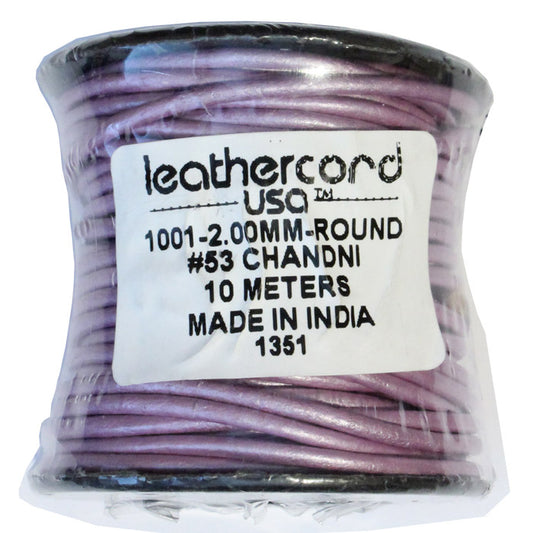 leathercord
usa™
1001-2.00MM-ROUND
#53 CHANDNI
10 METERS
MADE IN INDIA
1351